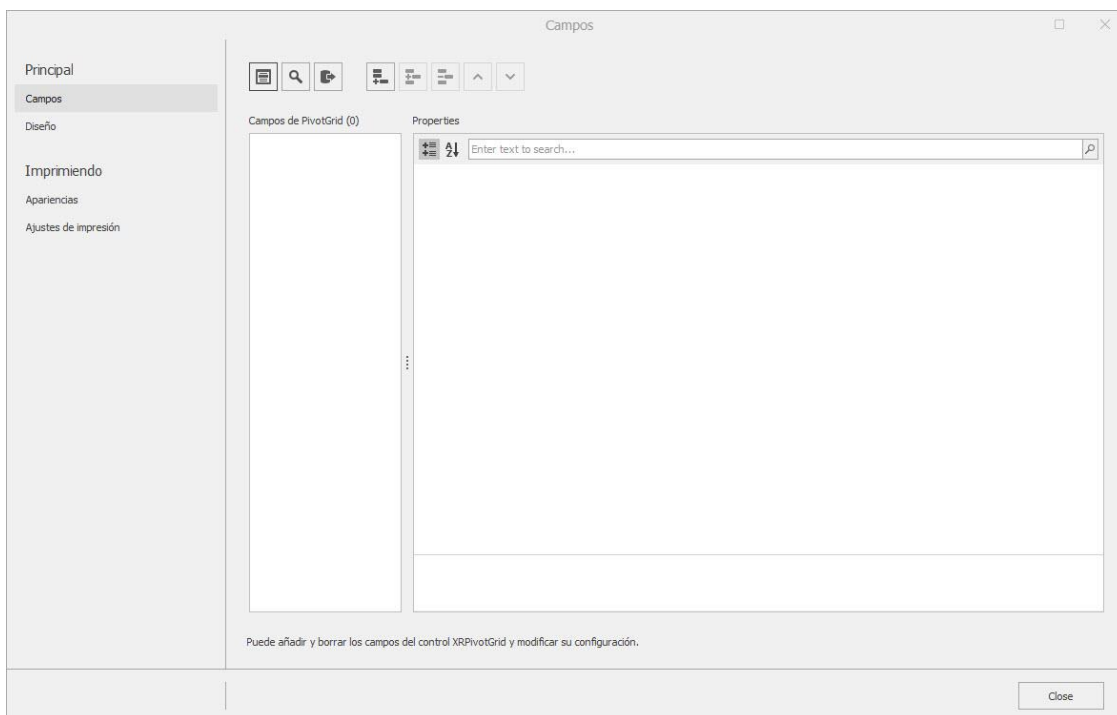 Campos
Principal
Campos
Diseño
Imprimiendo
Apariencias
Ajustes de impresión
Campos de PivotGrid (0)
Properties
Enter text to search...
Puede añadir y borrar los campos del control XRPivotGrid y modificar su configuración.
Close